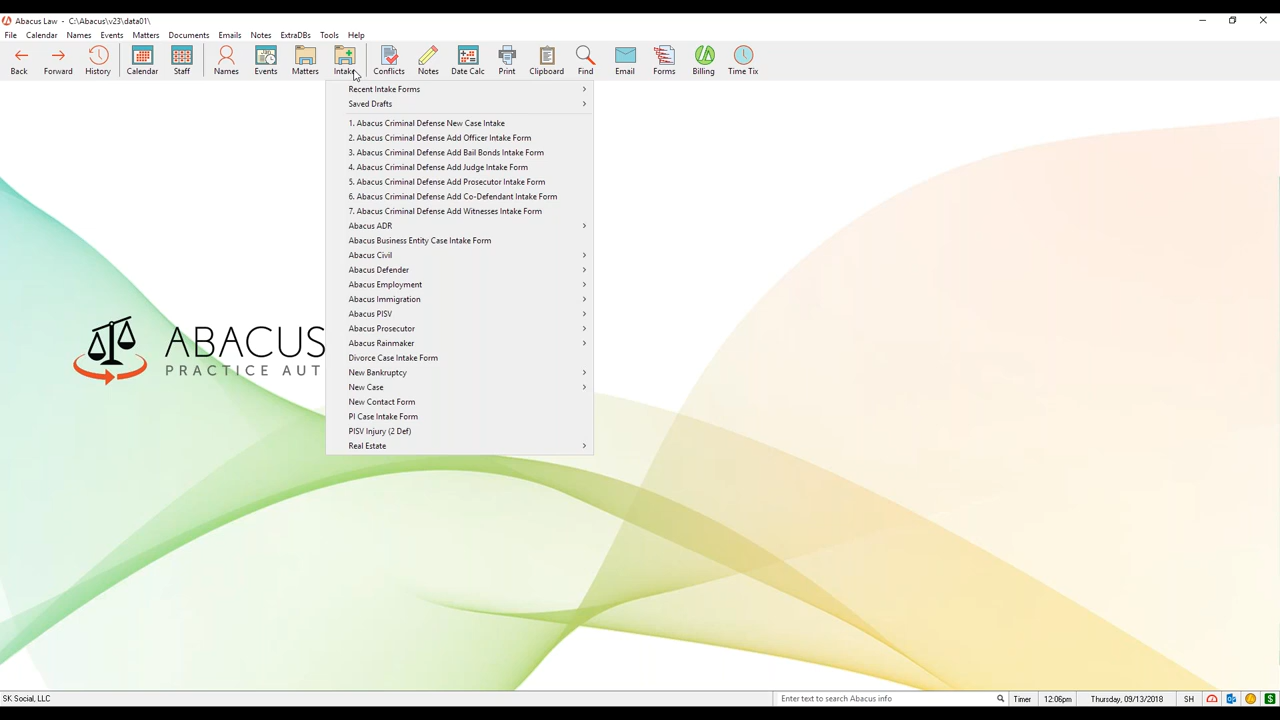 Abacus Law - C:\Abacus\v23\data01\
File Calendar Names Events Matters Documents Emails Notes ExtraDBs Tools Help
Back Forward History Calendar Staff Names Events Matters Intake Conflicts Notes Date Calc Print Clipboard Find Email Forms Billing Time Tix
Recent Intake Forms
Saved Drafts
1. Abacus Criminal Defense New Case Intake
2. Abacus Criminal Defense Add Officer Intake Form
3. Abacus Criminal Defense Add Bail Bonds Intake Form
4. Abacus Criminal Defense Add Judge Intake Form
5. Abacus Criminal Defense Add Prosecutor Intake Form
6. Abacus Criminal Defense Add Co-Defendant Intake Form
7. Abacus Criminal Defense Add Witnesses Intake Form
Abacus ADR
Abacus Business Entity Case Intake Form
Abacus Civil
Abacus Defender
Abacus Employment
Abacus Immigration
Abacus PISV
Abacus Prosecutor
Abacus Rainmaker
Divorce Case Intake Form
New Bankruptcy
New Case
New Contact Form
PI Case Intake Form
PISV Injury (2 Def)
Real Estate
ABACUS
PRACTICE AUT
SK Social, LLC Enter text to search Abacus info Timer 12:06pm Thursday, 09/13/2018 SH